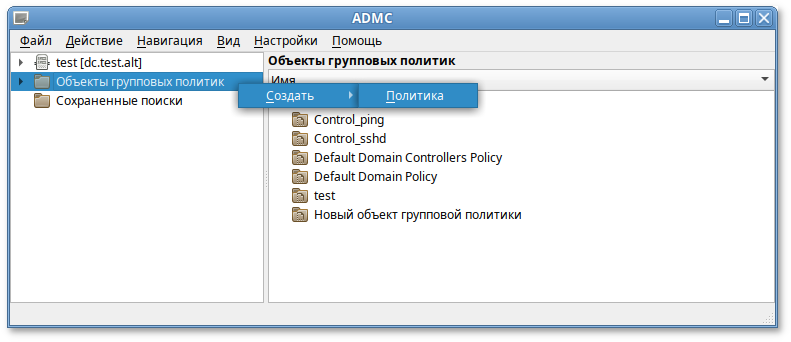 ADMC
Файл Действие Навигация Вид Настройки Помощь
test [dc.test.alt]
Объекты групповых политик
Сохраненные поиски
Объекты групповых политик
Имя
Создать
Политика
Control_ping
Control_sshd
Default Domain Controllers Policy
Default Domain Policy
test
Новый объект групповой политики